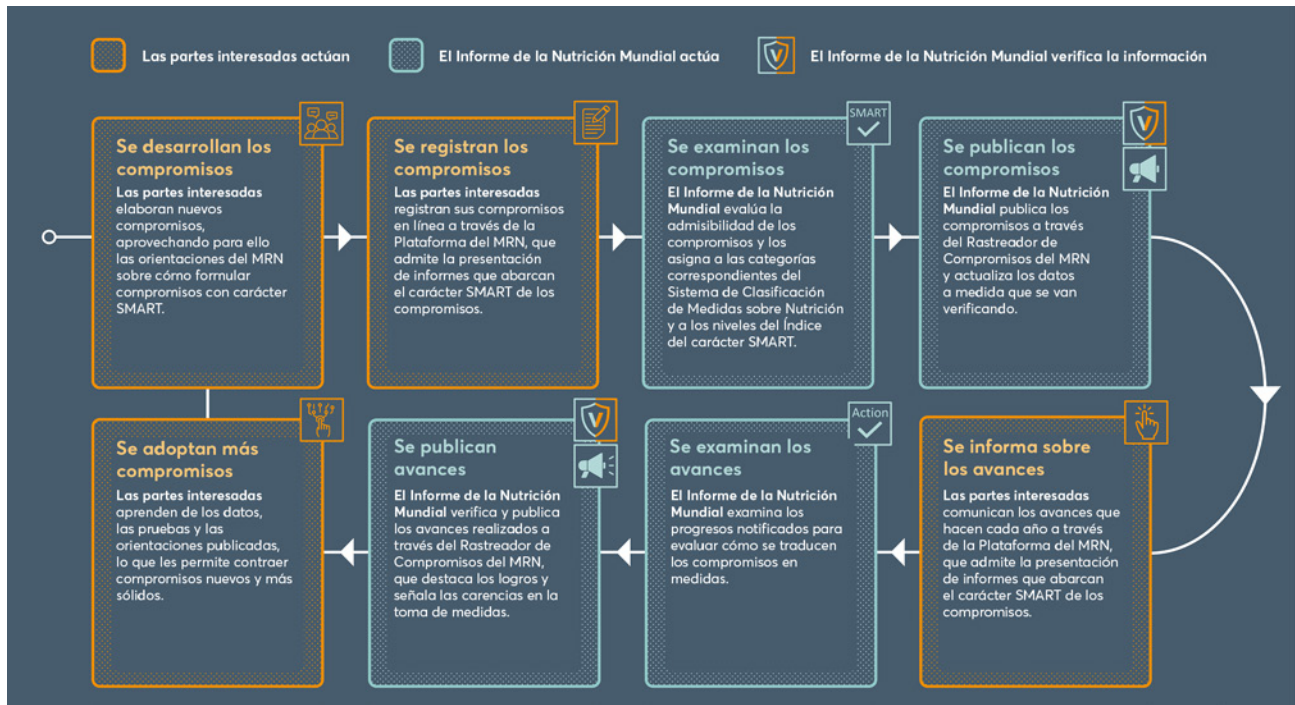 Las partes interesadas actúan
El Informe de la Nutrición Mundial actúa
El Informe de la Nutrición Mundial verifica la información
Se desarrollan los
compromisos
Las partes interesadas
elaboran nuevos
compromisos,
aprovechando para ello
las orientaciones del MRN
sobre cómo formular
compromisos con carácter
SMART.
Se registran los
compromisos
Las partes interesadas
registran sus compromisos
en línea a través de la
Plataforma del MRN, que
admite la presentación
de informes que abarcan
el carácter SMART de los
compromisos.
SMART
Se examinan los
compromisos
El Informe de la Nutrición
Mundial evalúa la
admisibilidad de los
compromisos y los
asigna a las categorías
correspondientes del
Sistema de Clasificación
de Medidas sobre Nutrición
y a los niveles del Índice
del carácter SMART.
V
Se publican los
compromisos
El Informe de la Nutrición
Mundial publica los
compromisos a través
del Rastreador de
Compromisos del MRN
y actualiza los datos
a medida que se van
verificando.
Se adoptan más
compromisos
Las partes interesadas
aprenden de los datos,
las pruebas y las
orientaciones publicadas,
lo que les permite contraer
compromisos nuevos y más
sólidos.
V
Se publican
avances
El Informe de la Nutrición
Mundial verifica y publica
los avances realizados a
través del Rastreador de
Compromisos del MRN,
que destaca los logros y
señala las carencias en la
toma de medidas.
Action
Se examinan los
avances
El Informe de la Nutrición
Mundial examina los
progresos notificados para
evaluar cómo se traducen
los compromisos en
medidas.
Se informa sobre
los avances
Las partes interesadas
comunican los avances que
hacen cada año a través
de la Plataforma del MRN,
que admite la presentación
de informes que abarcan
el carácter SMART de los
compromisos.